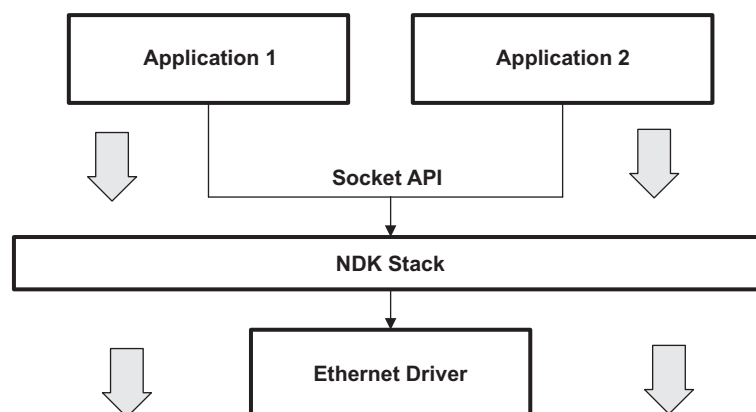 Application 1
Application 2
Socket API
NDK Stack
Ethernet Driver